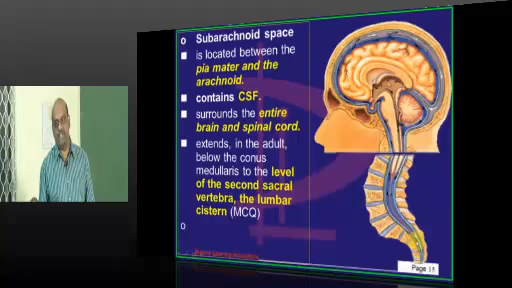 Subarachnoid space
is located between the
pia mater and the
arachnoid.
contains CSF.
surrounds the entire
brain and spinal cord.
extends, in the adult,
below the conus
medullaris to the level
of the second sacral
vertebra, the lumbar
cistern (MCQ)
Page 15